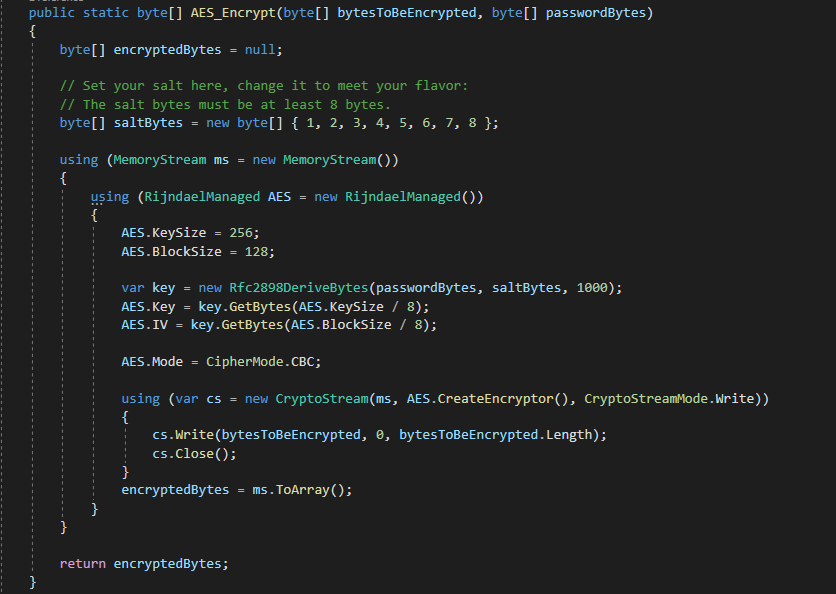 public static byte[] AES_Encrypt(byte[] bytesToBeEncrypted, byte[] passwordBytes)
{
    byte[] encryptedBytes = null;

    // Set your salt here, change it to meet your flavor:
    // The salt bytes must be at least 8 bytes.
    byte[] saltBytes = new byte[] { 1, 2, 3, 4, 5, 6, 7, 8 };

    using (MemoryStream ms = new MemoryStream())
    {
        using (RijndaelManaged AES = new RijndaelManaged())
        {
            AES.KeySize = 256;
            AES.BlockSize = 128;

            var key = new Rfc2898DeriveBytes(passwordBytes, saltBytes, 1000);
            AES.Key = key.GetBytes(AES.KeySize / 8);
            AES.IV = key.GetBytes(AES.BlockSize / 8);

            AES.Mode = CipherMode.CBC;

            using (var cs = new CryptoStream(ms, AES.CreateEncryptor(), CryptoStreamMode.Write))
            {
                cs.Write(bytesToBeEncrypted, 0, bytesToBeEncrypted.Length);
                cs.Close();
            }
            encryptedBytes = ms.ToArray();
        }
    }

    return encryptedBytes;
}